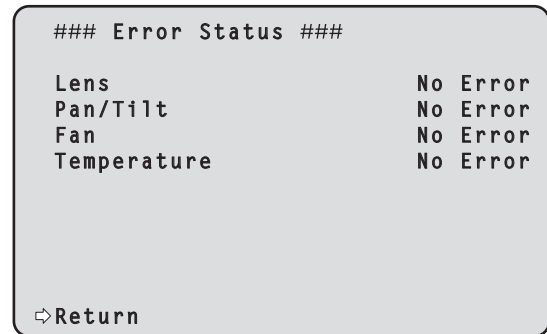 ### Error Status ###
Lens No Error
Pan/Tilt No Error
Fan No Error
Temperature No Error
⇨Return